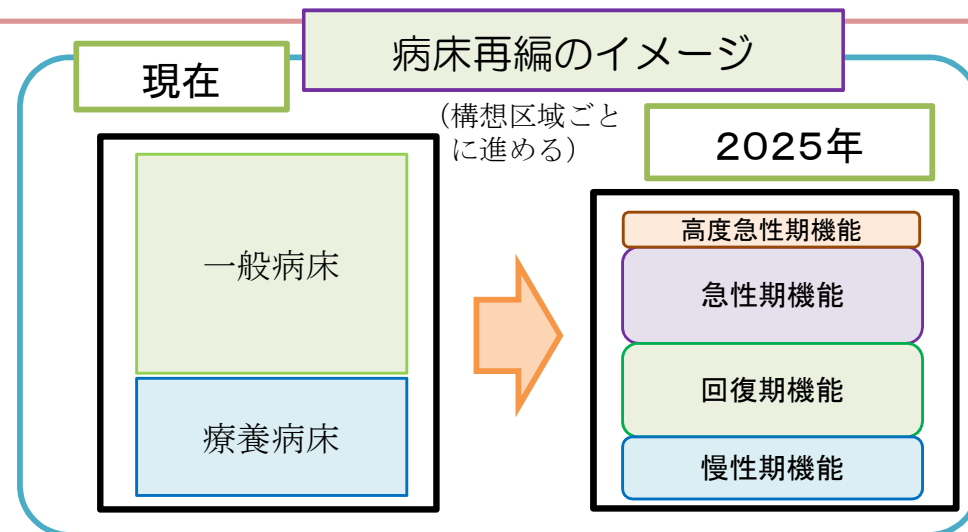 病床再編のイメージ
現在
（構想区域ごと
に進める）
２０２５年
一般病床
療養病床
高度急性期機能
急性期機能
回復期機能
慢性期機能